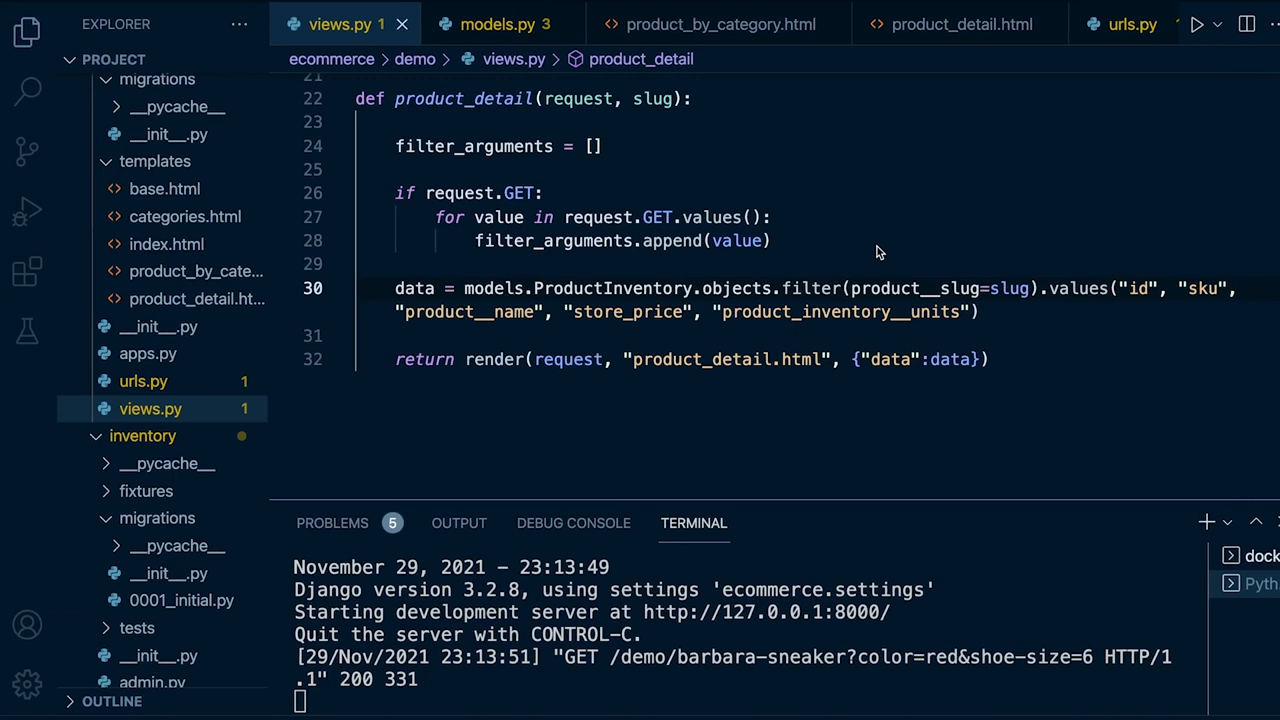 EXPLORER ···
PROJECT
migrations
__pycache__
__init__.py
templates
base.html
categories.html
index.html
product_by_cate...
product_detail.ht...
__init__.py
apps.py
urls.py 1
views.py 1
inventory
__pycache__
fixtures
migrations
__pycache__
__init__.py
0001_initial.py
tests
__init__.py
admin.py
OUTLINE
views.py 1 models.py 3 product_by_category.html product_detail.html urls.py 1
ecommerce > demo > views.py > product_detail
21
22 def product_detail(request, slug):
23
24 filter_arguments = []
25
26 if request.GET:
27 for value in request.GET.values():
28 filter_arguments.append(value)
29
30 data = models.ProductInventory.objects.filter(product__slug=slug).values("id", "sku",
"product__name", "store_price", "product_inventory__units")
31
32 return render(request, "product_detail.html", {"data":data})
PROBLEMS 5 OUTPUT DEBUG CONSOLE TERMINAL
November 29, 2021 - 23:13:49
Django version 3.2.8, using settings 'ecommerce.settings'
Starting development server at http://127.0.0.1:8000/
Quit the server with CONTROL-C.
[29/Nov/2021 23:13:51] "GET /demo/barbara-sneaker?color=red&shoe-size=6 HTTP/1
.1" 200 331
dock
Pyth